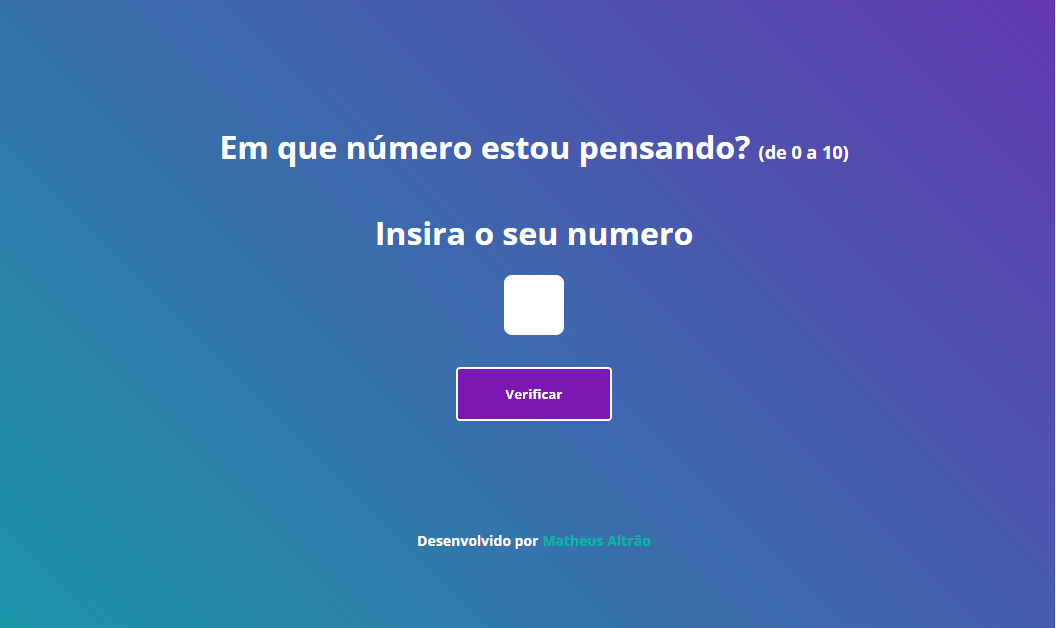 Em que número estou pensando? (de 0 a 10)
Insira o seu numero
Verificar
Desenvolvido por Matheus Altrão